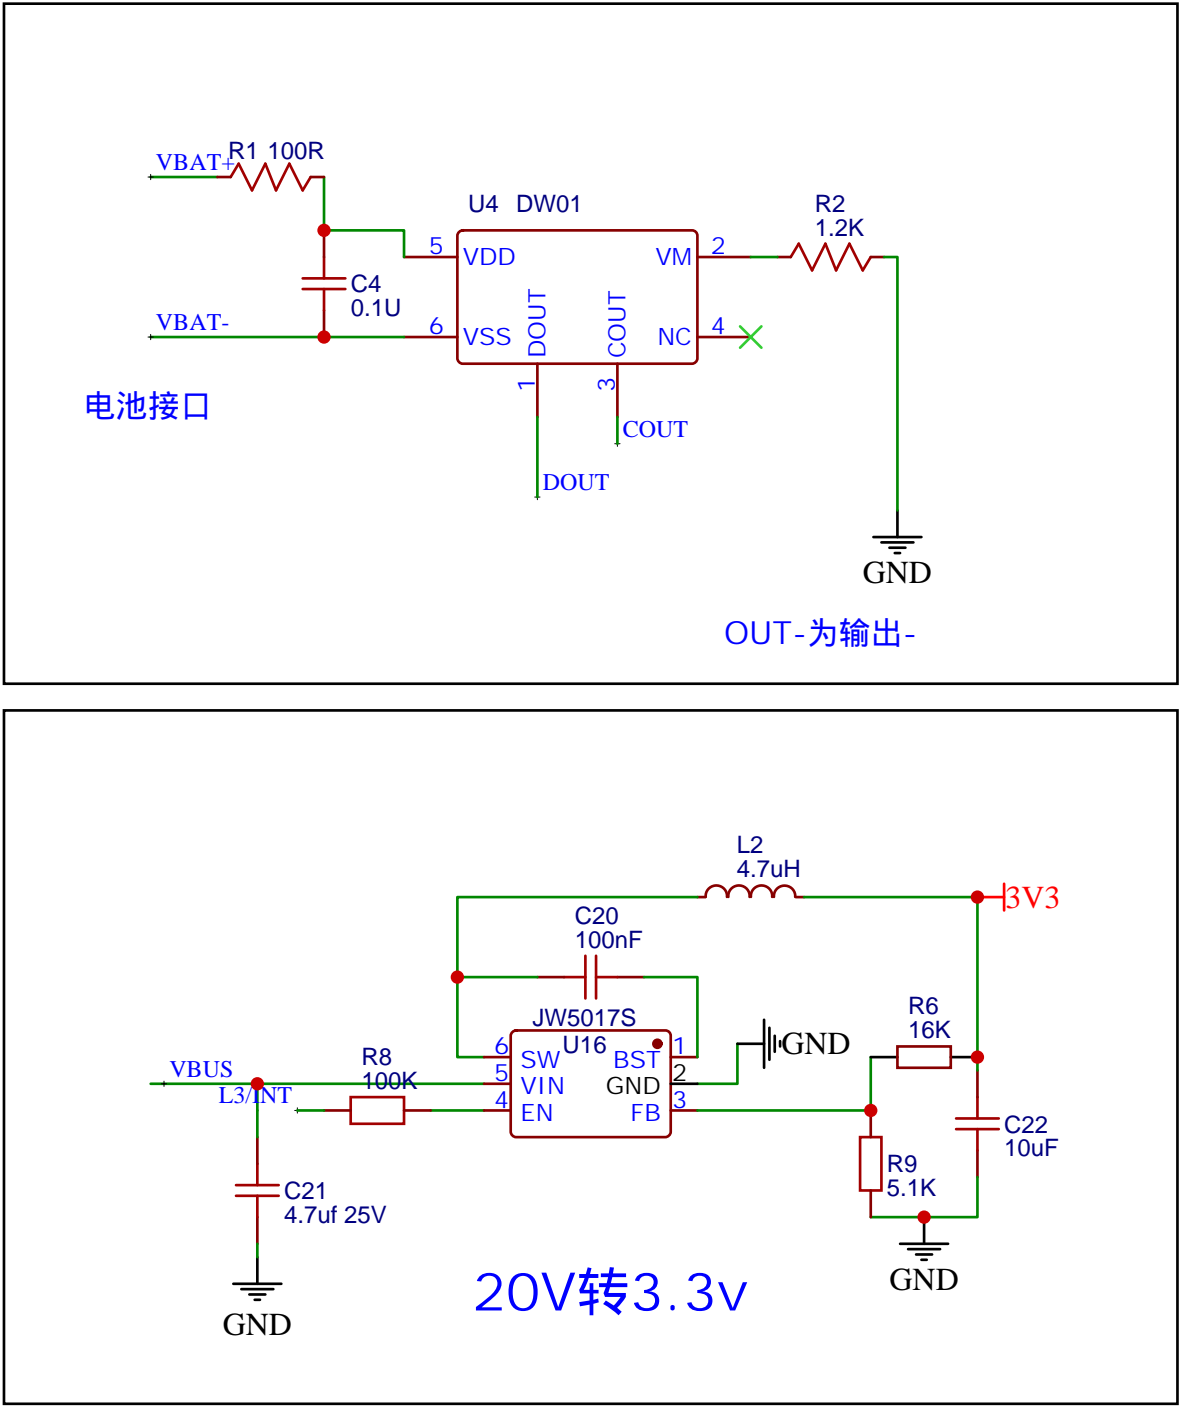 R1 100R
VBAT+
U4 DW01
R2
1.2K
5
VDD
VM
2
C4
0.1U
DOUT
COUT
VBAT-
6
VSS
NC
4
1
3
电池接口
COUT
DOUT
GND
OUT-为输出-
L2
4.7uH
3V3
C20
100nF
R6
16K
JW5017S
U16
GND
6
SW
BST
1
R8
100K
VBUS
5
VIN
GND
2
L3/INT
4
EN
FB
3
C22
10uF
R9
5.1K
C21
4.7uf 25V
GND
20V转3.3v
GND